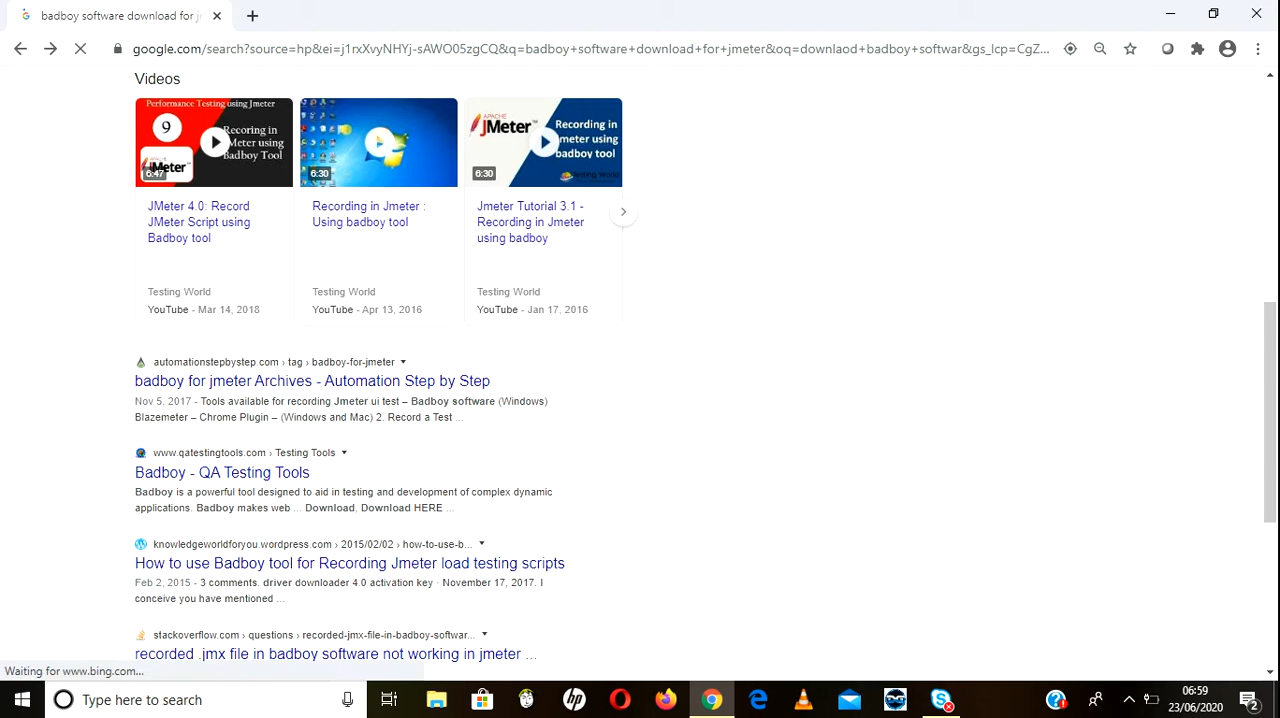 badboy software download for j
google.com/search?source=hp&ei=j1rxXvyNHYj-sAWO05zgCQ&q=badboy+software+download+for+jmeter&oq=downlaod+badboy+softwar&gs_lcp=CgZ...
Videos
Performance Testing using Jmeter
9
Recoring in
JMeter using
Badboy Tool
JMeter
6:47
6:30
APACHE
JMeter™
Recording in
jmeter using
badboy tool
6:30
Testing World
JMeter 4.0: Record
JMeter Script using
Badboy tool
Recording in Jmeter :
Using badboy tool
Jmeter Tutorial 3.1 -
Recording in Jmeter
using badboy
Testing World
YouTube - Mar 14, 2018
Testing World
YouTube - Apr 13, 2016
Testing World
YouTube - Jan 17, 2016
automationstepbystep.com › tag › badboy-for-jmeter
badboy for jmeter Archives - Automation Step by Step
Nov 5, 2017 - Tools available for recording Jmeter ui test – Badboy software (Windows)
Blazemeter – Chrome Plugin – (Windows and Mac) 2. Record a Test ...
www.qatestingtools.com › Testing Tools
Badboy - QA Testing Tools
Badboy is a powerful tool designed to aid in testing and development of complex dynamic
applications. Badboy makes web ... Download, Download HERE ...
knowledgeworldforyou.wordpress.com › 2015/02/02 › how-to-use-b...
How to use Badboy tool for Recording Jmeter load testing scripts
Feb 2, 2015 - 3 comments. driver downloader 4.0 activation key · November 17, 2017. I
conceive you have mentioned ...
stackoverflow.com › questions › recorded-jmx-file-in-badboy-softwar...
recorded .jmx file in badboy software not working in jmeter ...
Waiting for www.bing.com...
Type here to search
hp
06:59
23/06/2020
2